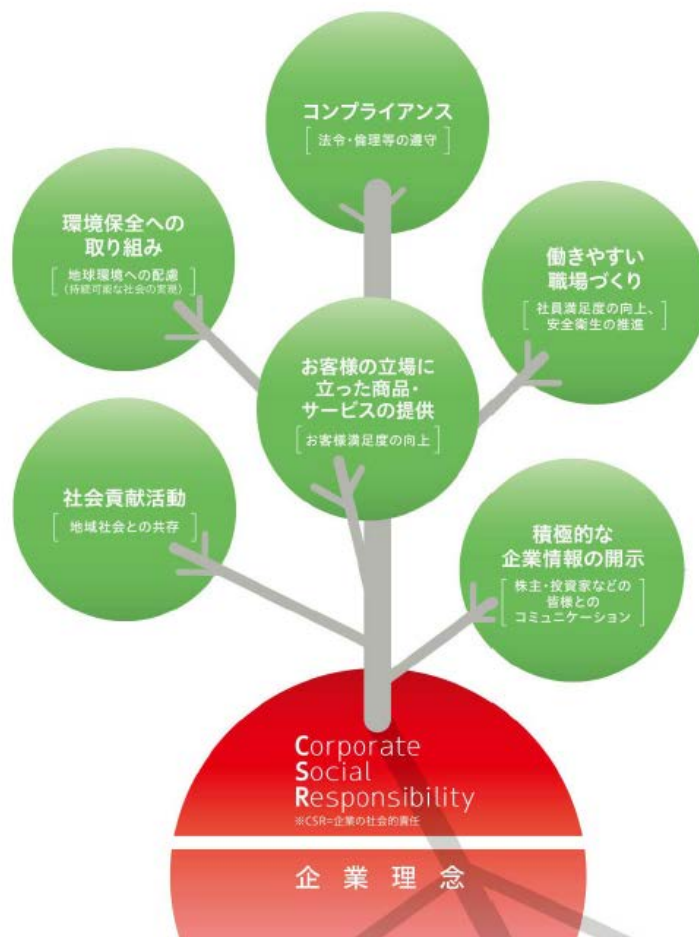 コンプライアンス
[法令・倫理等の遵守]
環境保全への
取り組み
[地球環境への配慮
(持続可能な社会の実現)]
働きやすい
職場づくり
[社員満足度の向上、
安全衛生の推進]
お客様の立場に
立った商品・
サービスの提供
[お客様満足度の向上]
社会貢献活動
[地域社会との共存]
積極的な
企業情報の開示
[株主・投資家などの
皆様との
コミュニケーション]
Corporate
Social
Responsibility
※CSR=企業の社会的責任
企業理念